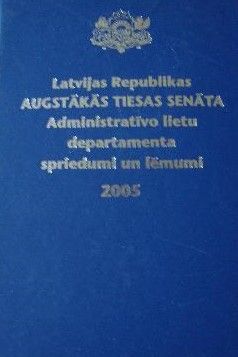 Latvijas Republikas
AUGSTĀKĀS TIESAS SENĀTA
Administratīvo lietu
departamenta
spriedumi un lēmumi
2005